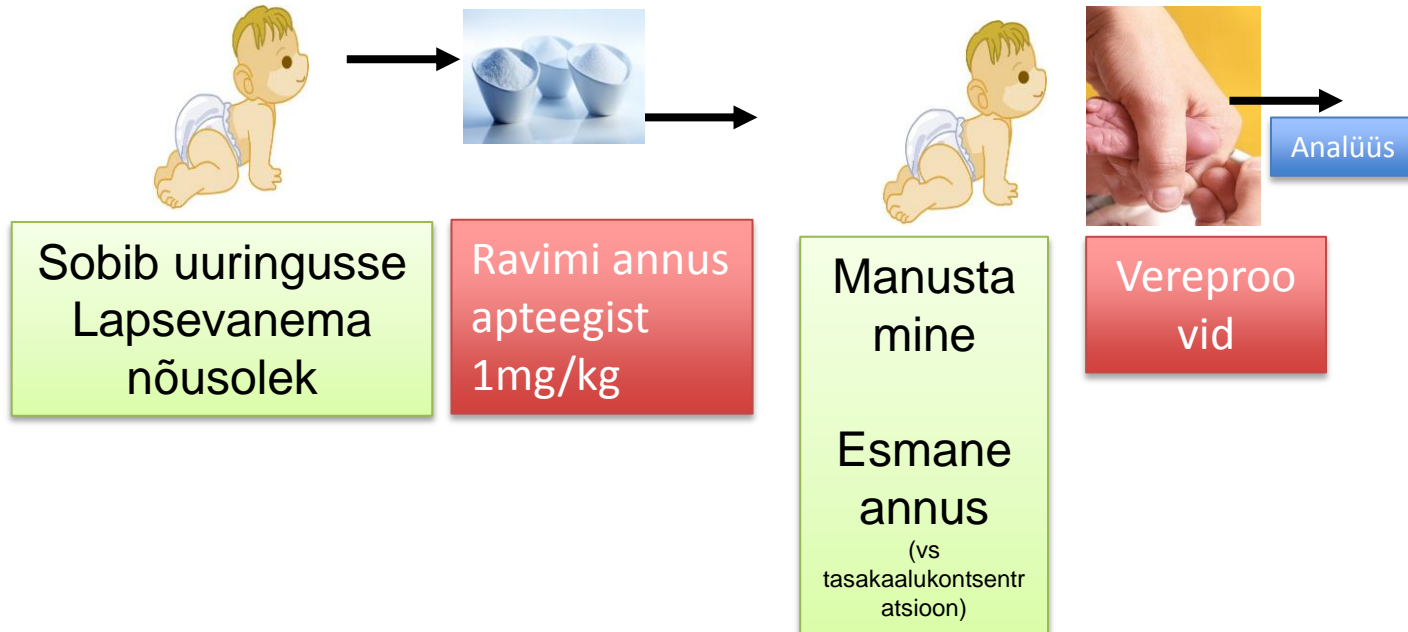 Sobib uuringusse
Lapsevanema
nõusolek
Ravimi annus
apteegist
1mg/kg
Manusta
mine
Esmane
annus
(vs
tasakaalukontsentr
atsioon)
Vereproo
vid
Analüüs